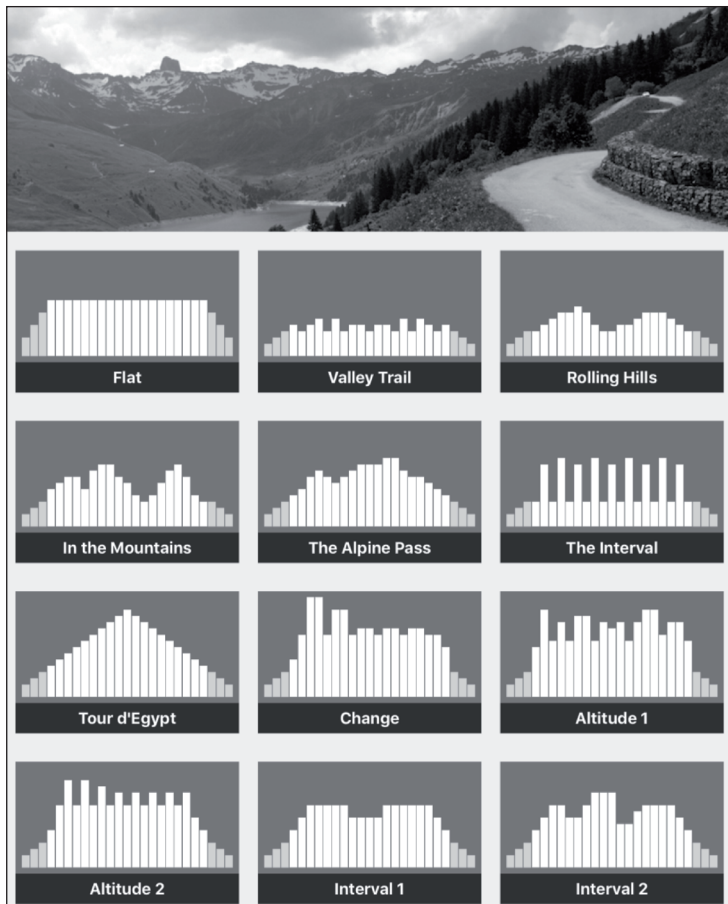 Flat
Valley Trail
Rolling Hills
In the Mountains
The Alpine Pass
The Interval
Tour d'Egypt
Change
Altitude 1
Altitude 2
Interval 1
Interval 2